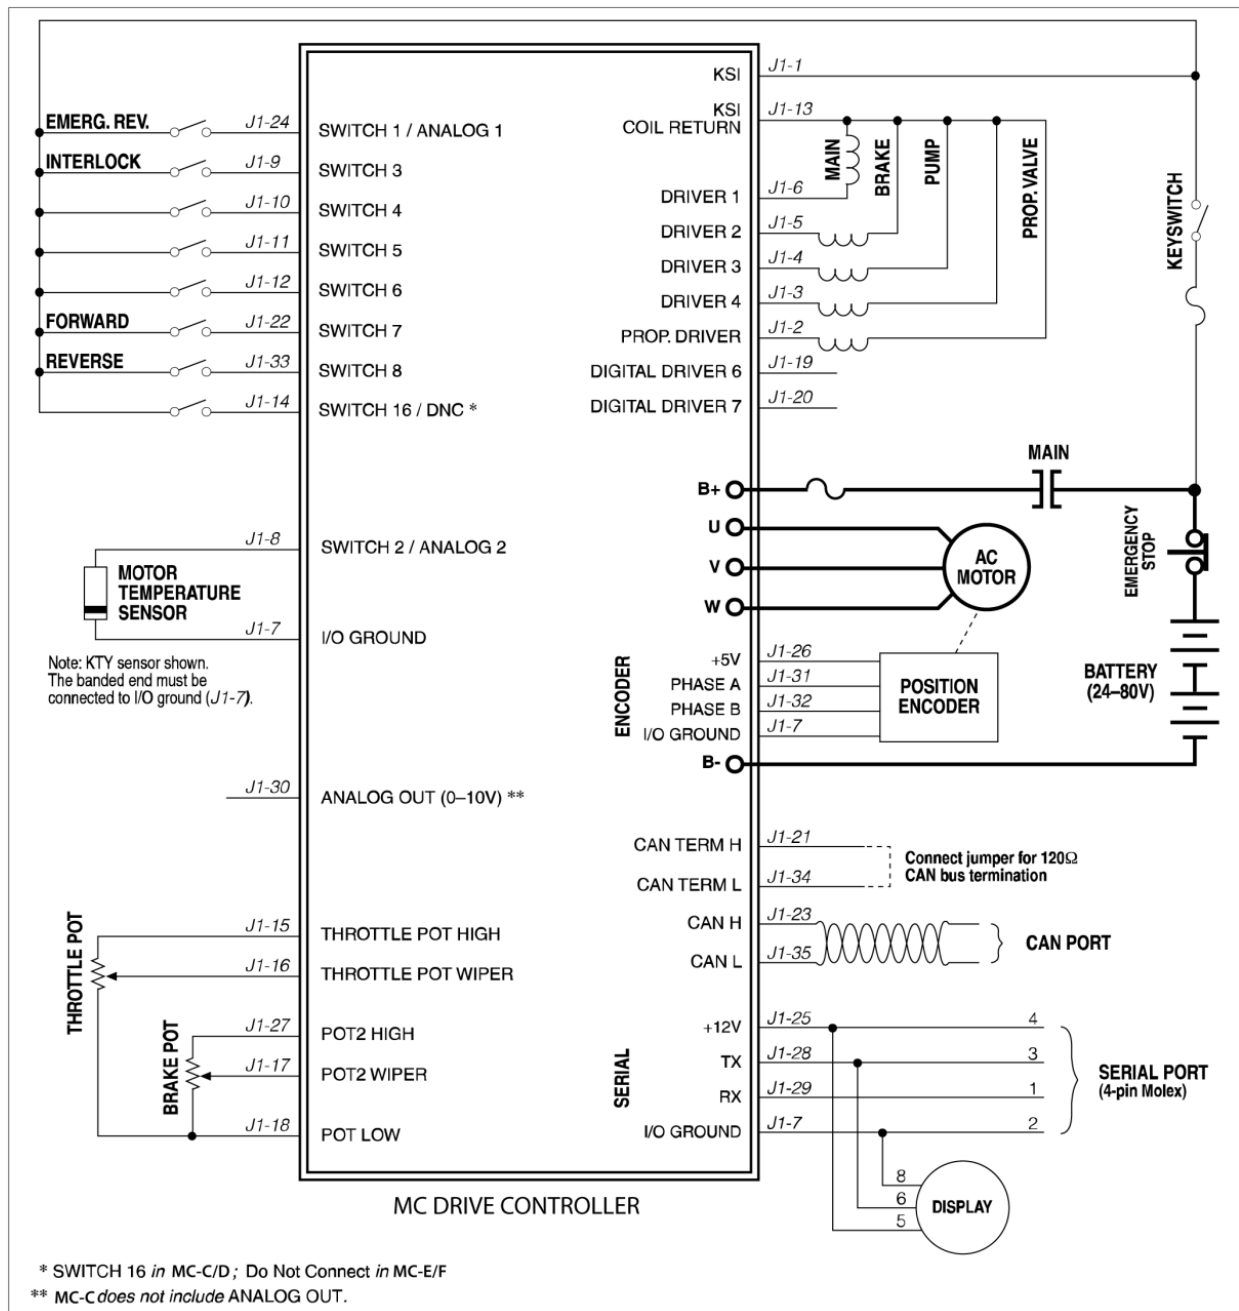 KSI J1-1
KSI J1-13
COIL RETURN
MAIN
BRAKE
PUMP
PROP. VALVE
KEYSWITCH
EMERG. REV. J1-24 SWITCH 1 / ANALOG 1
INTERLOCK J1-9 SWITCH 3
J1-10 SWITCH 4
J1-11 SWITCH 5
J1-12 SWITCH 6
FORWARD J1-22 SWITCH 7
REVERSE J1-33 SWITCH 8
J1-14 SWITCH 16 / DNC *
DRIVER 1 J1-6
DRIVER 2 J1-5
DRIVER 3 J1-4
DRIVER 4 J1-3
PROP. DRIVER J1-2
DIGITAL DRIVER 6 J1-19
DIGITAL DRIVER 7 J1-20
MAIN
B+
U
V
W
AC
MOTOR
EMERGENCY
STOP
J1-8 SWITCH 2 / ANALOG 2
MOTOR
TEMPERATURE
SENSOR
J1-7 I/O GROUND
Note: KTY sensor shown.
The banded end must be
connected to I/O ground (J1-7).
ENCODER
+5V J1-26
PHASE A J1-31
PHASE B J1-32
I/O GROUND J1-7
POSITION
ENCODER
BATTERY
(24–80V)
B-
J1-30 ANALOG OUT (0–10V) **
CAN TERM H J1-21
CAN TERM L J1-34
Connect jumper for 120Ω
CAN bus termination
CAN H J1-23
CAN L J1-35
CAN PORT
THROTTLE POT
J1-15 THROTTLE POT HIGH
J1-16 THROTTLE POT WIPER
BRAKE POT
J1-27 POT2 HIGH
J1-17 POT2 WIPER
J1-18 POT LOW
SERIAL
+12V J1-25 4
TX J1-28 3
RX J1-29 1
I/O GROUND J1-7 2
SERIAL PORT
(4-pin Molex)
8
6
5
DISPLAY
MC DRIVE CONTROLLER
* SWITCH 16 in MC-C/D ; Do Not Connect in MC-E/F
** MC-C does not include ANALOG OUT.